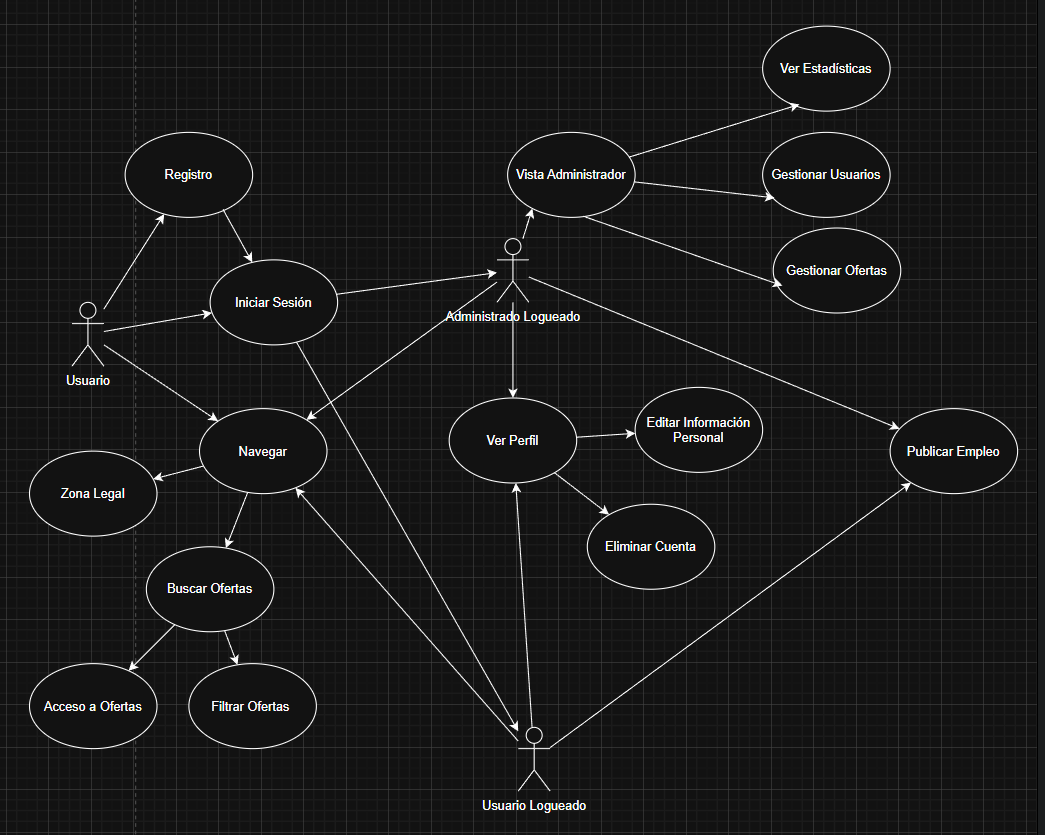 Ver Estadísticas
Registro
Vista Administrador
Gestionar Usuarios
Gestionar Ofertas
Iniciar Sesión
Administrado Logueado
Usuario
Editar Información
Personal
Ver Perfil
Navegar
Publicar Empleo
Zona Legal
Eliminar Cuenta
Buscar Ofertas
Acceso a Ofertas
Filtrar Ofertas
Usuario Logueado